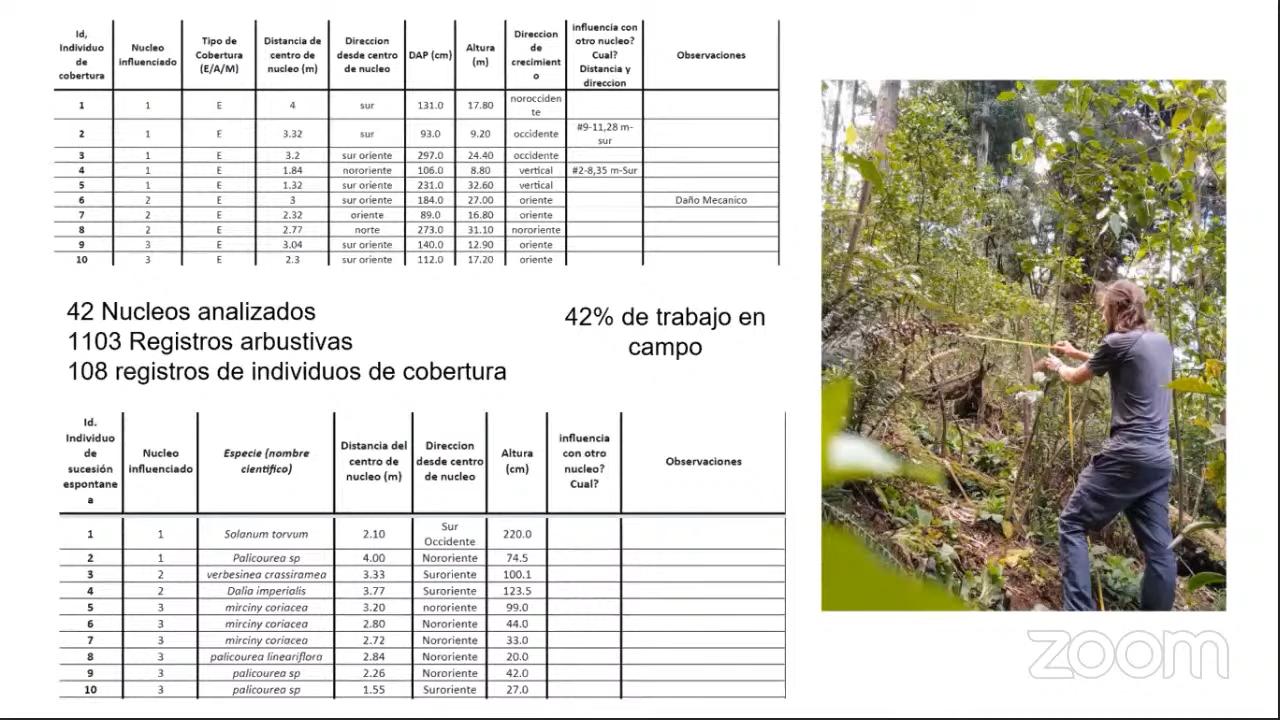 Id, Individuo de cobertura	Nucleo influenciado	Tipo de Cobertura (E/A/M)	Distancia de centro de nucleo (m)	Direccion desde centro de nucleo	DAP (cm)	Altura (m)	Direccion de crecimient o	influencia con otro nucleo? Cual? Distancia y direccion	Observaciones
1	1	E	4	sur	131.0	17.80	noroccidente
2	1	E	3.32	sur	93.0	9.20	occidente	#9-11,28 m-sur
3	1	E	3.2	sur oriente	297.0	24.40	occidente
4	1	E	1.84	nororiente	106.0	8.80	vertical	#2-8,35 m-Sur
5	1	E	1.32	sur oriente	231.0	32.60	vertical
6	2	E	3	sur oriente	184.0	27.00	oriente		Daño Mecanico
7	2	E	2.32	oriente	89.0	16.80	oriente
8	2	E	2.77	norte	273.0	31.10	nororiente
9	3	E	3.04	sur oriente	140.0	12.90	oriente
10	3	E	2.3	sur oriente	112.0	17.20	oriente
42 Nucleos analizados
1103 Registros arbustivas
108 registros de individuos de cobertura
42% de trabajo en
campo
Id. Individuo de sucesión espontane a	Nucleo influenciado	Especie (nombre científico)	Distancia del centro de nucleo (m)	Direccion desde centro de nucleo	Altura (cm)	influencia con otro nucleo? Cual?	Observaciones
1	1	Solanum torvum	2.10	Sur Occidente	220.0
2	1	Palicourea sp	4.00	Nororiente	74.5
3	2	verbesinea crassiramea	3.33	Suroriente	100.1
4	2	Dalia imperialis	3.77	Suroriente	123.5
5	3	mirciny coriacea	3.20	nororiente	99.0
6	3	mirciny coriacea	2.80	Nororiente	44.0
7	3	mirciny coriacea	2.72	Nororiente	33.0
8	3	palicourea lineariflora	2.84	Nororiente	20.0
9	3	palicourea sp	2.26	Nororiente	42.0
10	3	palicourea sp	1.55	Suroriente	27.0
zoom